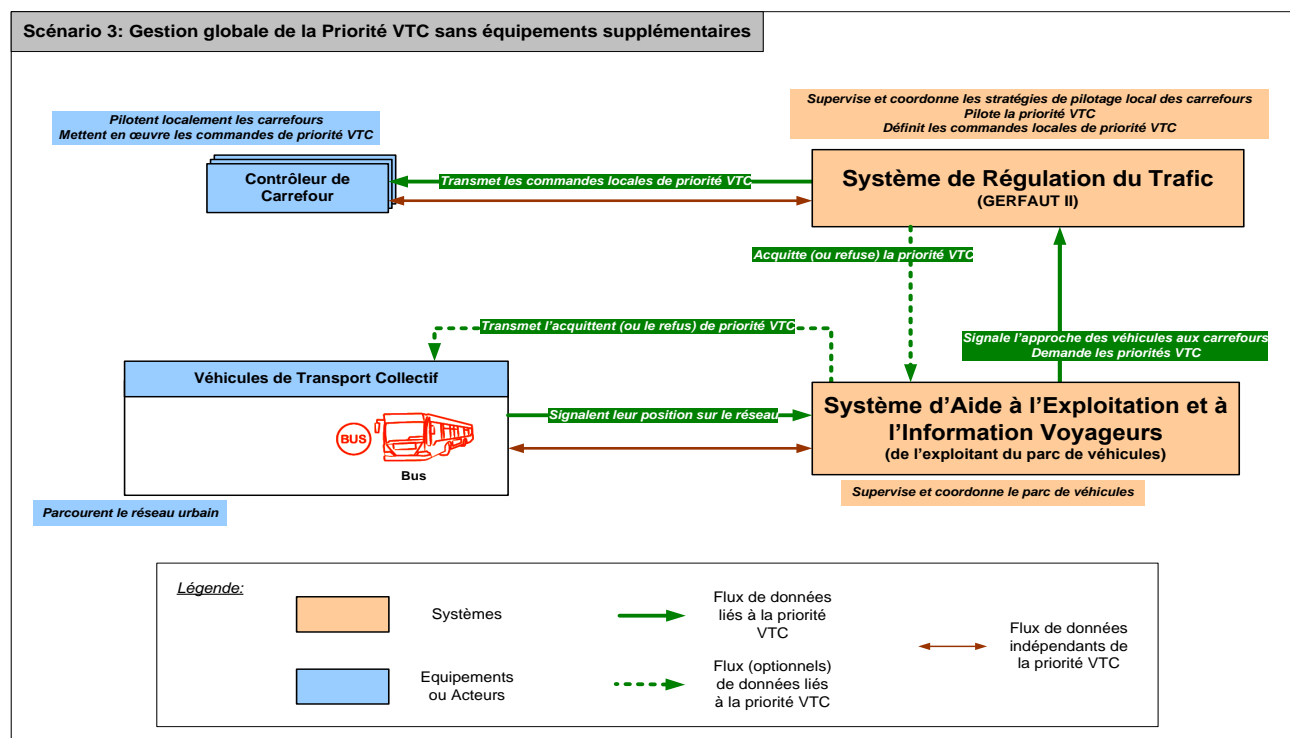 Scénario 3: Gestion globale de la Priorité VTC sans équipements supplémentaires
Pilotent localement les carrefours
Mettent en œuvre les commandes de priorité VTC
Supervise et coordonne les stratégies de pilotage local des carrefours
Pilote la priorité VTC
Définit les commandes locales de priorité VTC
Contrôleur de
Carrefour
Transmet les commandes locales de priorité VTC
Système de Régulation du Trafic
(GERFAUT II)
Acquitte (ou refuse) la priorité VTC
Transmet l'acquittent (ou le refus) de priorité VTC
Signale l'approche des véhicules aux carrefours
Demande les priorités VTC
Véhicules de Transport Collectif
BUS
Bus
Signalent leur position sur le réseau
Système d'Aide à l'Exploitation et à
l'Information Voyageurs
(de l'exploitant du parc de véhicules)
Supervise et coordonne le parc de véhicules
Parcourent le réseau urbain
Légende:
Systèmes
Flux de données
liés à la priorité
VTC
Flux de données
indépendants de
la priorité VTC
Equipements
ou Acteurs
Flux (optionnels)
de données liés
à la priorité VTC